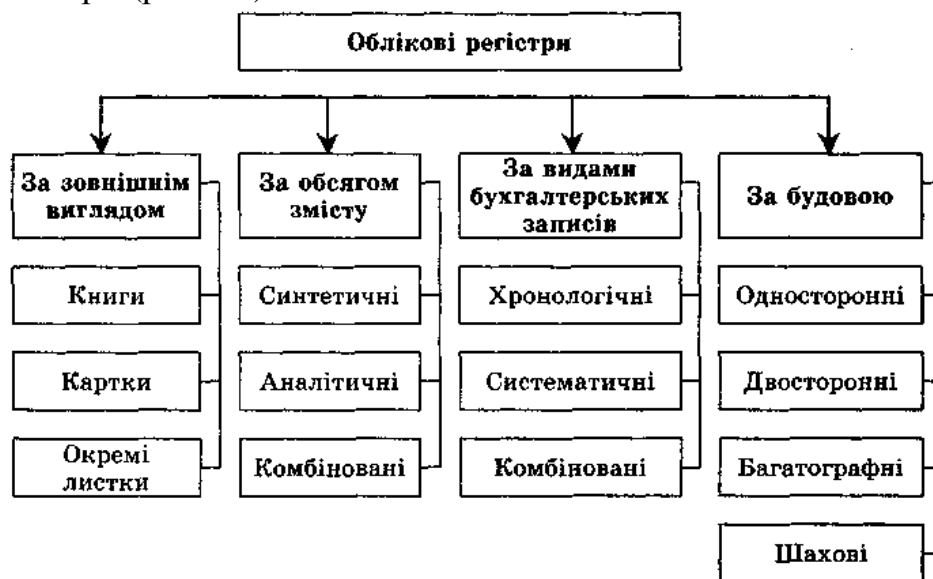 Облікові регістри
За зовнішнім
виглядом
Книги
Картки
Окремі
листки
За обсягом
змісту
Синтетичні
Аналітичні
Комбіновані
За видами
бухгалтерських
записів
Хронологічні
Систематичні
Комбіновані
За будовою
Односторонні
Двосторонні
Багатографні
Шахові